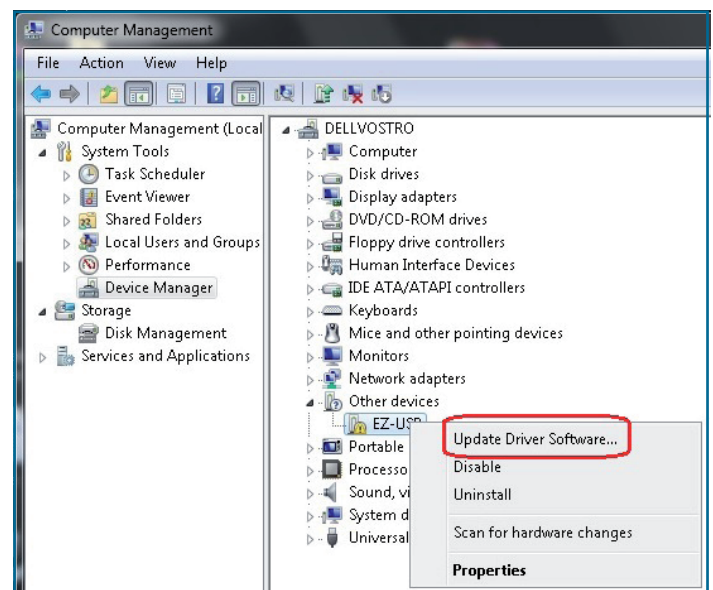 Computer Management
File Action View Help
Computer Management (Local
System Tools
Task Scheduler
Event Viewer
Shared Folders
Local Users and Groups
Performance
Device Manager
Storage
Disk Management
Services and Applications
DELLVOSTRO
Computer
Disk drives
Display adapters
DVD/CD-ROM drives
Floppy drive controllers
Human Interface Devices
IDE ATA/ATAPI controllers
Keyboards
Mice and other pointing devices
Monitors
Network adapters
Other devices
EZ-USB
Portable
Processo
Sound, vi
System d
Universal
Update Driver Software...
Disable
Uninstall
Scan for hardware changes
Properties